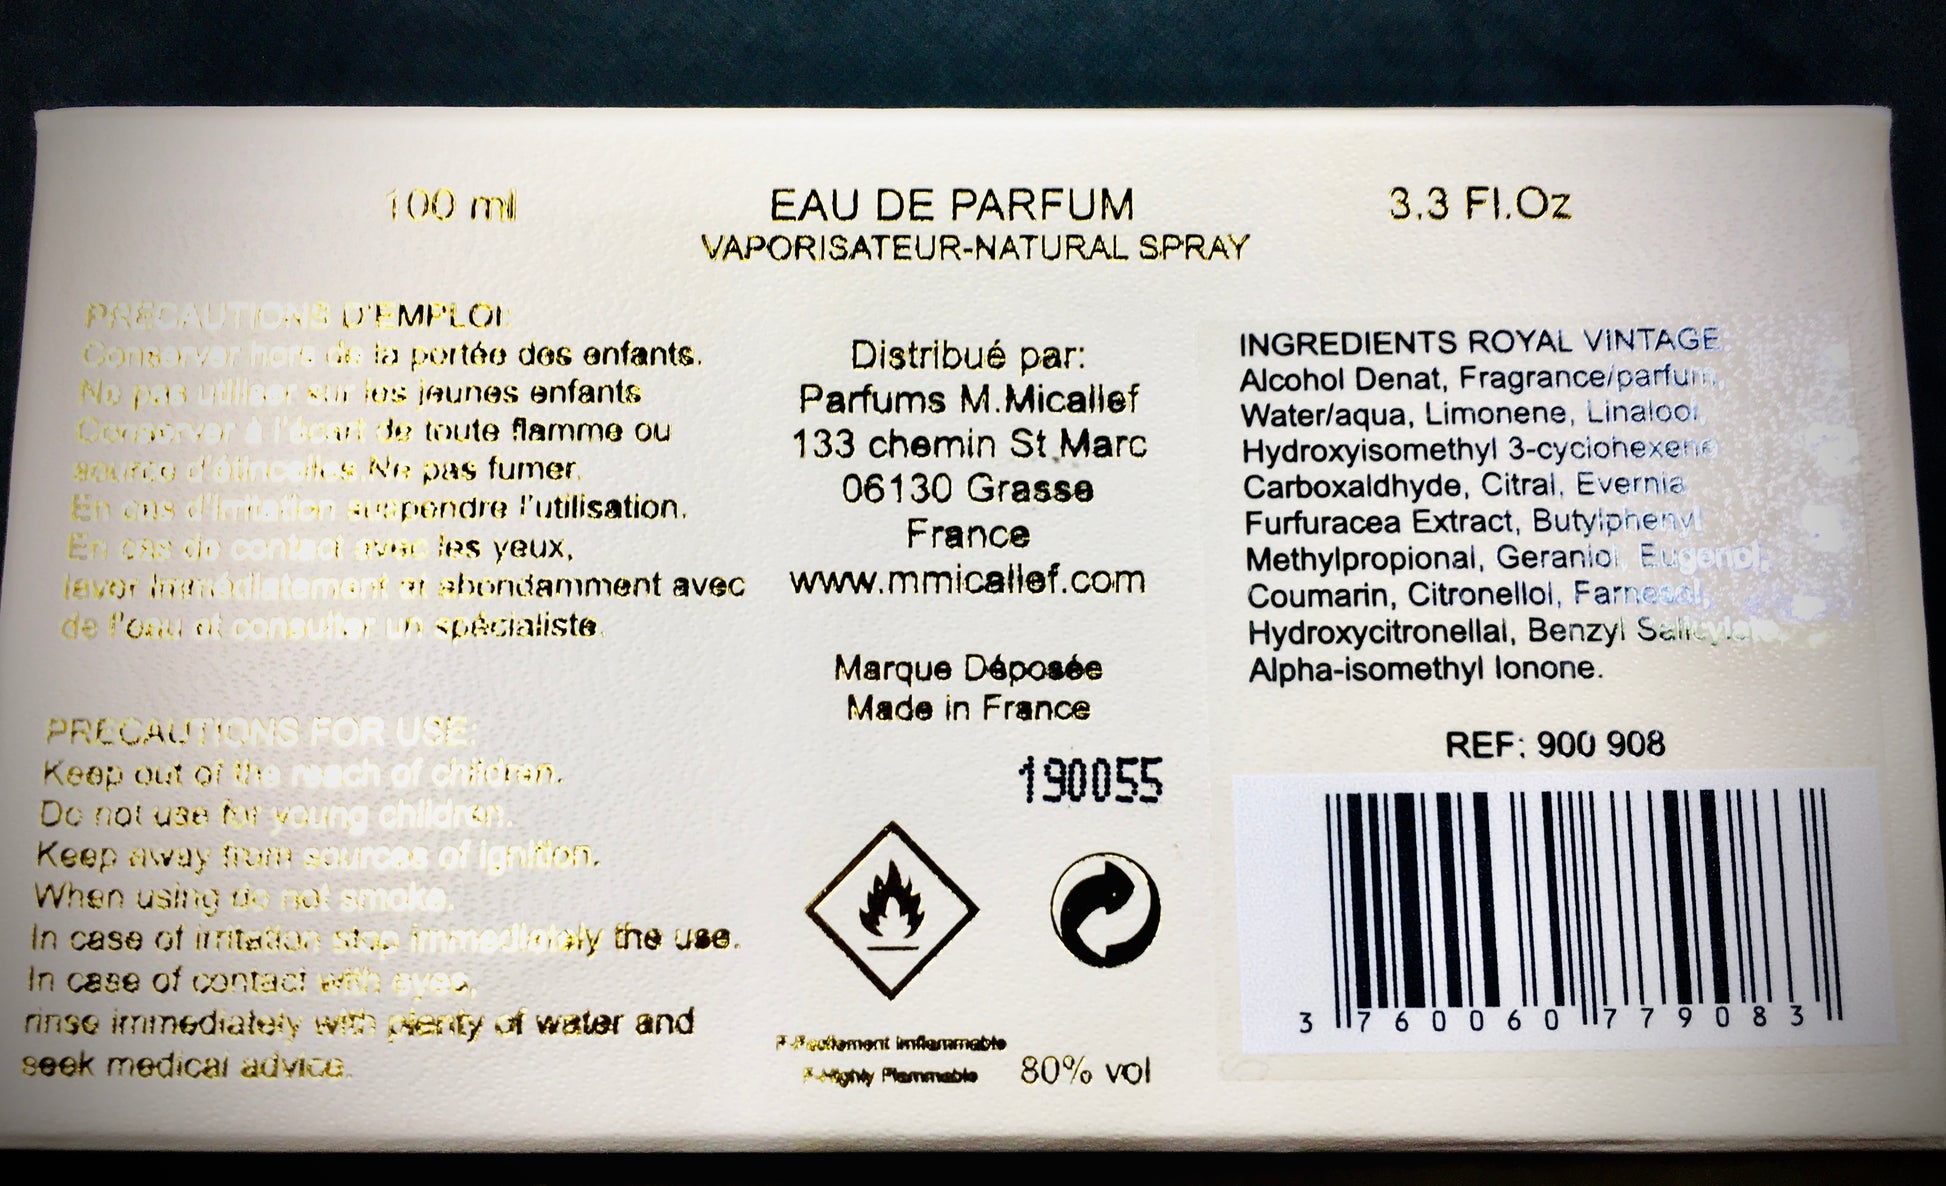 100 ml
EAU DE PARFUM
VAPORISATEUR-NATURAL SPRAY
3.3 Fl.Oz
PRECAUTIONS D'EMPLOI:
Conserver hors de la portée des enfants.
Ne pas utiliser sur les jeunes enfants
Conserver à l'écart de toute flamme ou
source d'étincelles.Ne pas fumer.
En cas d'irritation suspendre l'utilisation.
En cas de contact avec les yeux,
laver immédiatement et abondamment avec
de l'eau et consulter un spécialiste.
PRECAUTIONS FOR USE:
Keep out of the reach of children.
Do not use for young children.
Keep away from sources of ignition.
When using do not smoke.
In case of irritation stop immediately the use.
In case of contact with eyes,
rinse immediately with plenty of water and
seek medical advice.
Distribué par:
Parfums M.Micallef
133 chemin St Marc
06130 Grasse
France
www.mmicallef.com
Marque Déposée
Made in France
190055
F-Facilement inflammable
F-Highly Flammable
80% vol
INGREDIENTS ROYAL VINTAGE:
Alcohol Denat, Fragrance/parfum,
Water/aqua, Limonene, Linalool,
Hydroxyisomethyl 3-cyclohexene
Carboxaldhyde, Citral, Evernia
Furfuracea Extract, Butylphenyl
Methylpropional, Geraniol, Eugenol,
Coumarin, Citronellol, Farnesol,
Hydroxycitronellal, Benzyl Salicylate,
Alpha-isomethyl Ionone.
REF: 900 908
3 760060 779083